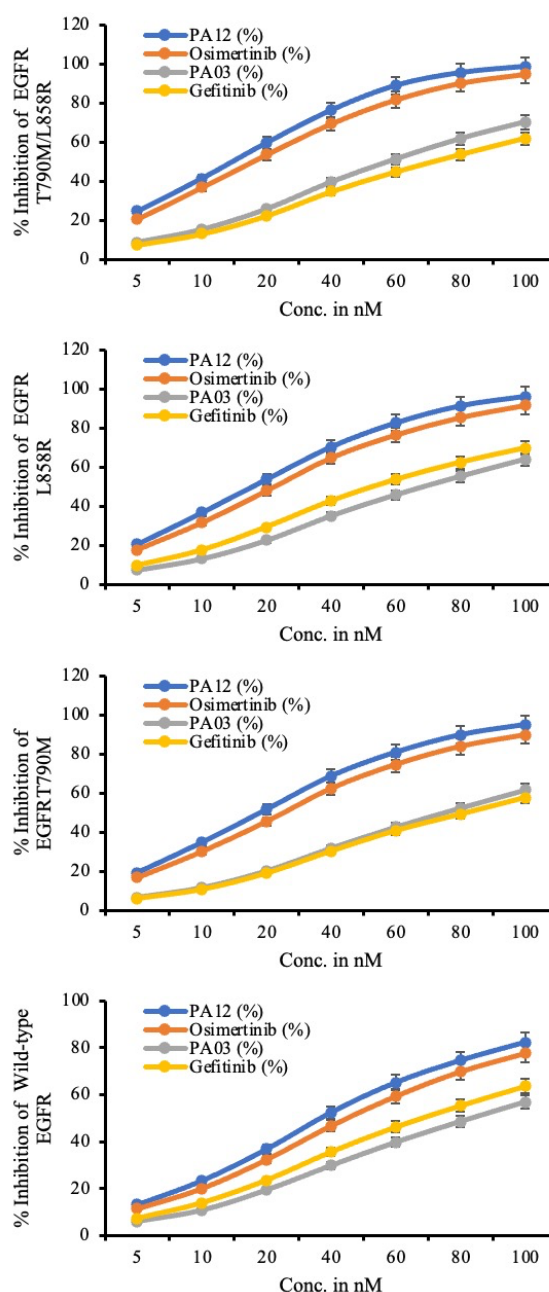 % Inhibition of EGFR
T790M/L858R
120
100
80
60
40
20
0
PA12 (%)
Osimertinib (%)
PA03 (%)
Gefitinib (%)
5 10 20 40 60 80 100
Conc. in nM
% Inhibition of EGFR
L858R
120
100
80
60
40
20
0
PA12 (%)
Osimertinib (%)
PA03 (%)
Gefitinib (%)
5 10 20 40 60 80 100
Conc. in nM
% Inhibition of
EGFRT790M
120
100
80
60
40
20
0
PA12 (%)
Osimertinib (%)
PA03 (%)
Gefitinib (%)
5 10 20 40 60 80 100
Conc. in nM
% Inhibition of Wild-type
EGFR
100
80
60
40
20
0
PA12 (%)
Osimertinib (%)
PA03 (%)
Gefitinib (%)
5 10 20 40 60 80 100
Conc. in nM